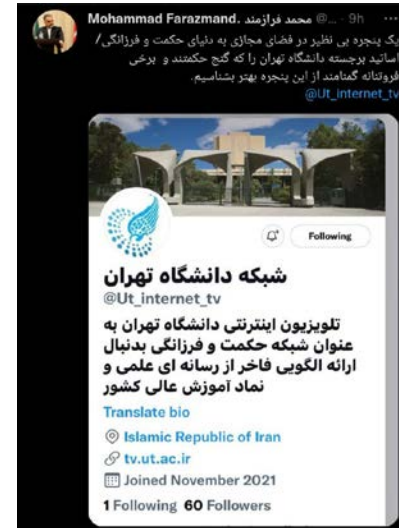 Mohammad Farazmand. محمد فرازمند @... · 9h
یک پنجره بی نظیر در فضای مجازی به دنیای حکمت و فرزانگی/
اساتید برجسته دانشگاه تهران را که گنج حکمتند و برخی
فروتنانه گمنامند از این پنجره بهتر بشناسیم.
@Ut_internet_tv
Following
شبکه دانشگاه تهران
@Ut_internet_tv
تلویزیون اینترنتی دانشگاه تهران به
عنوان شبکه حکمت و فرزانگی بدنبال
ارائه الگویی فاخر از رسانه ای علمی و
نماد آموزش عالی کشور
Translate bio
Islamic Republic of Iran
tv.ut.ac.ir
Joined November 2021
1 Following 60 Followers